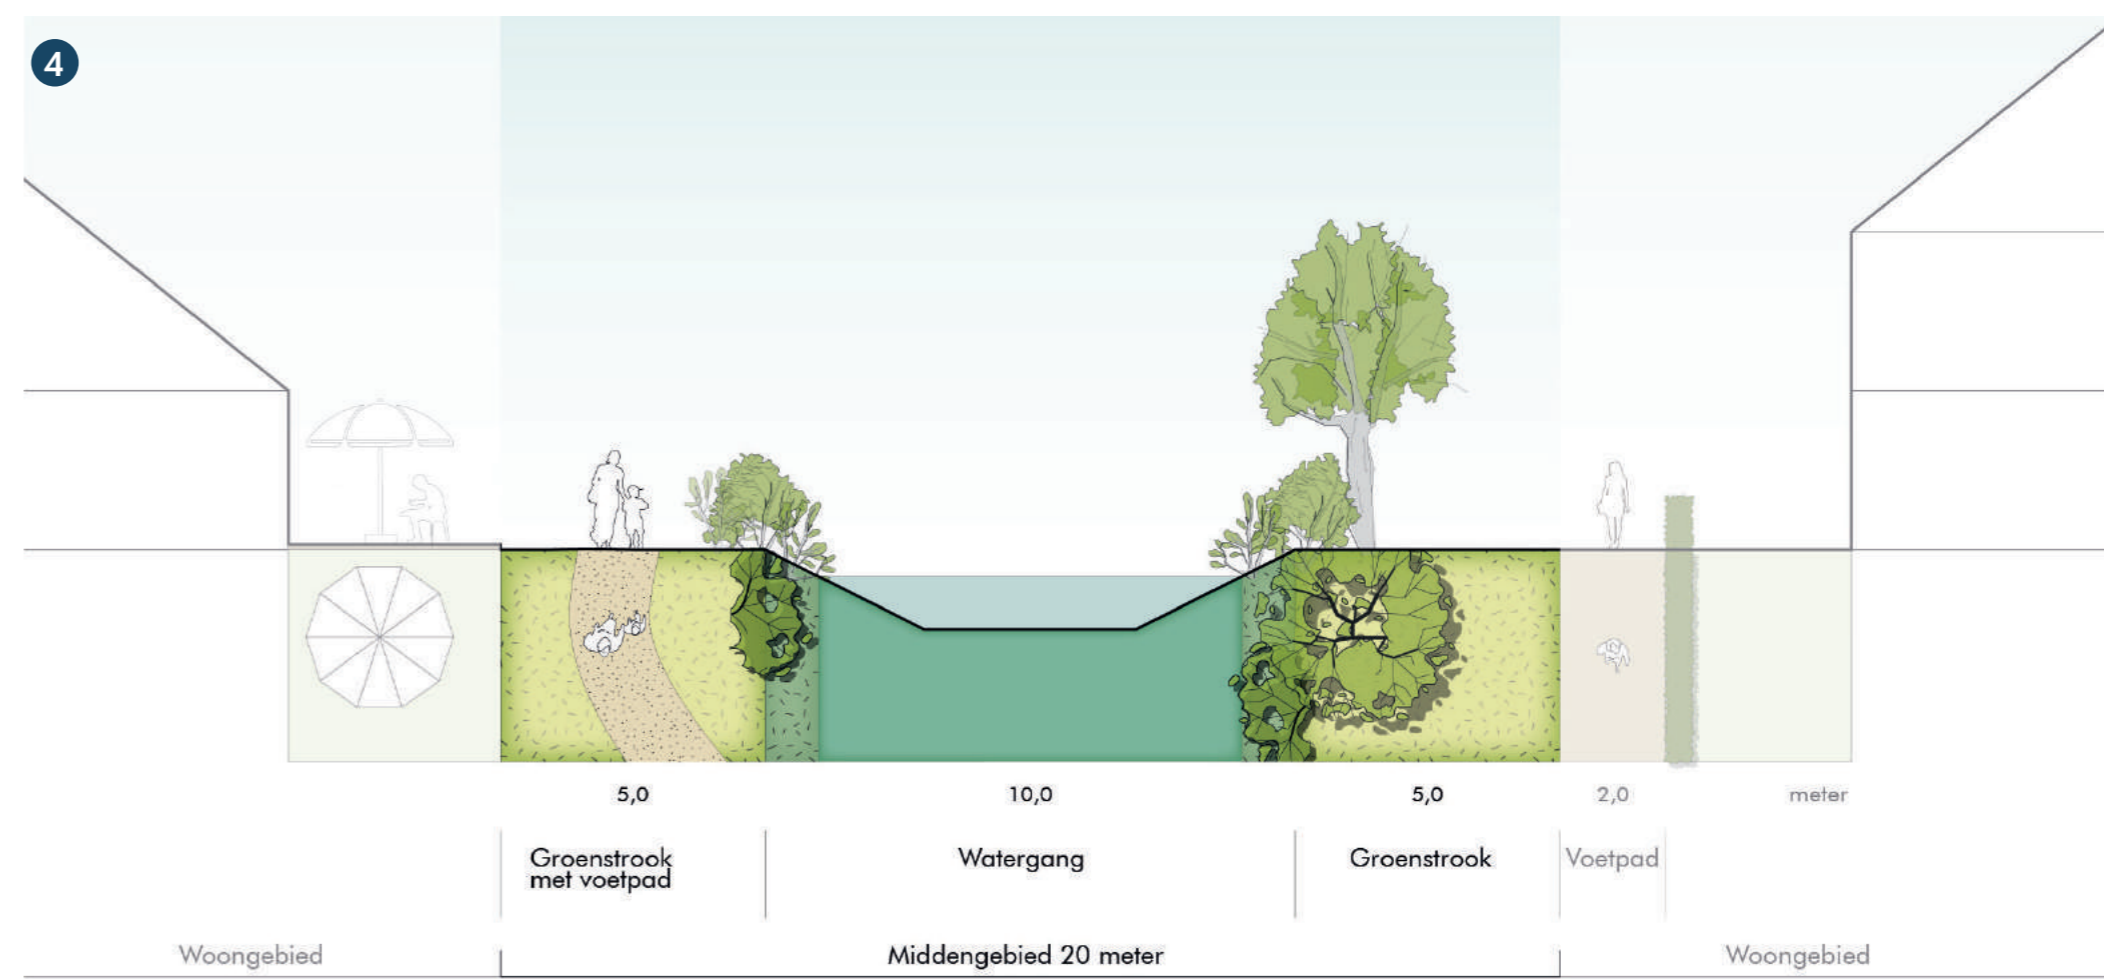 4
5,0 10,0 5,0 2,0 meter
Groenstrook
met voetpad
Watergang
Groenstrook
Voetpad
Woongebied
Middengebied 20 meter
Woongebied